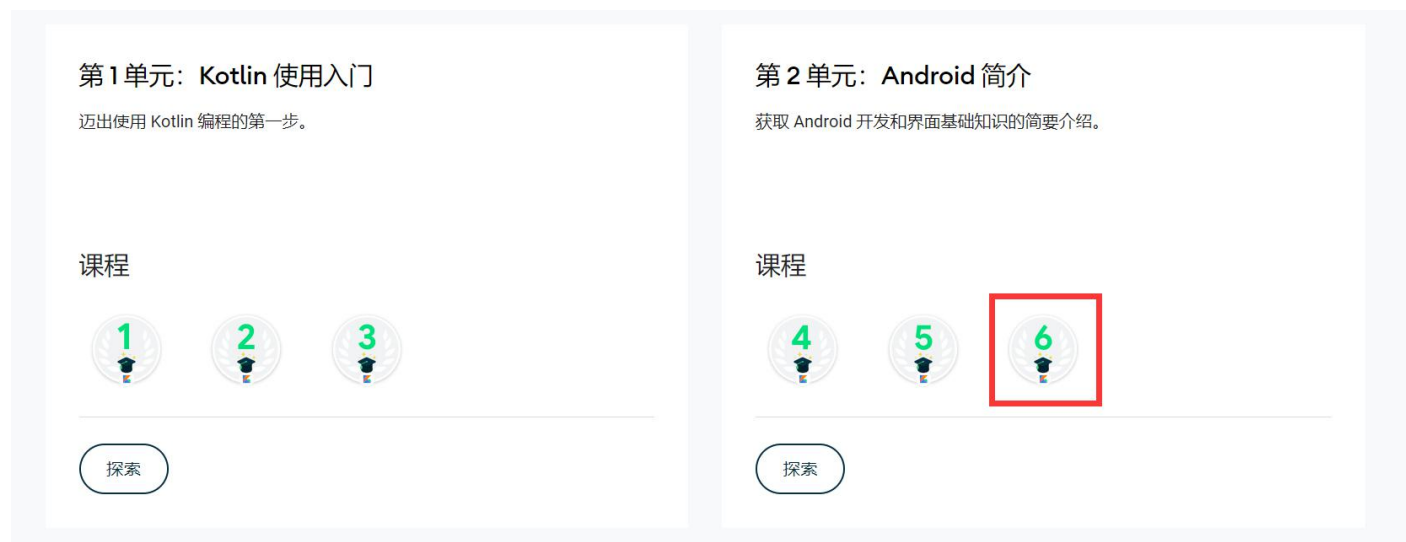 第 1 单元：Kotlin 使用入门
迈出使用 Kotlin 编程的第一步。
课程
1 2 3
探索
第 2 单元：Android 简介
获取 Android 开发和界面基础知识的简要介绍。
课程
4 5 6
探索